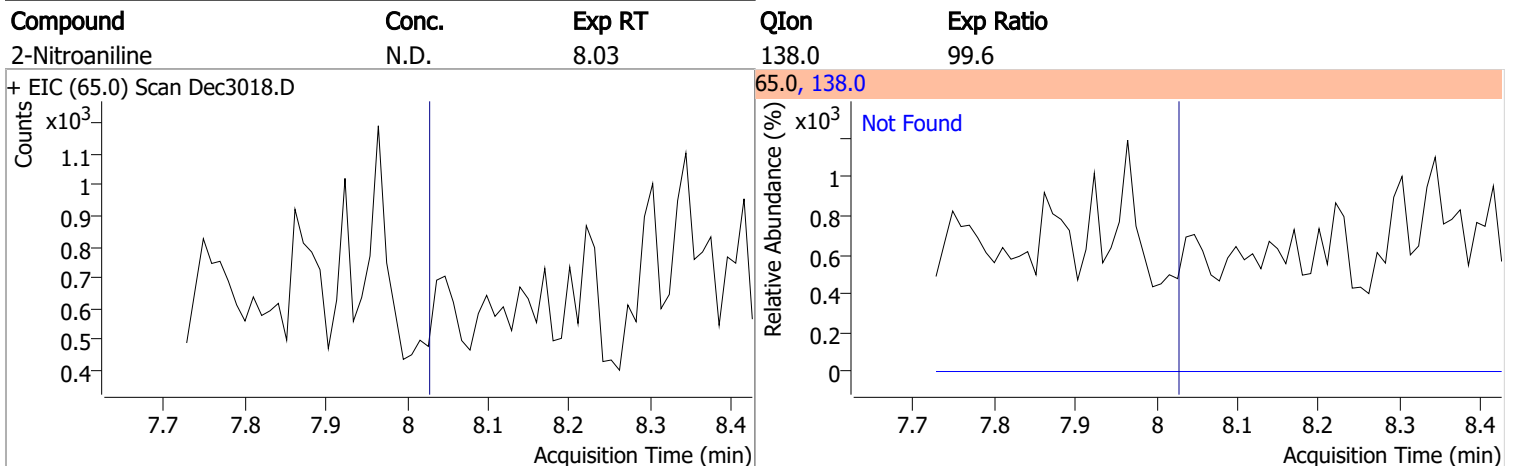 Compound Conc. Exp RT QIon Exp Ratio
2-Nitroaniline N.D. 8.03 138.0 99.6
+ EIC (65.0) Scan Dec3018.D
Counts
x10³
1.1
1
0.9
0.8
0.7
0.6
0.5
0.4
7.7 7.8 7.9 8 8.1 8.2 8.3 8.4
Acquisition Time (min)
65.0, 138.0
Relative Abundance (%)
x10³
Not Found
1
0.8
0.6
0.4
0.2
0
7.7 7.8 7.9 8 8.1 8.2 8.3 8.4
Acquisition Time (min)